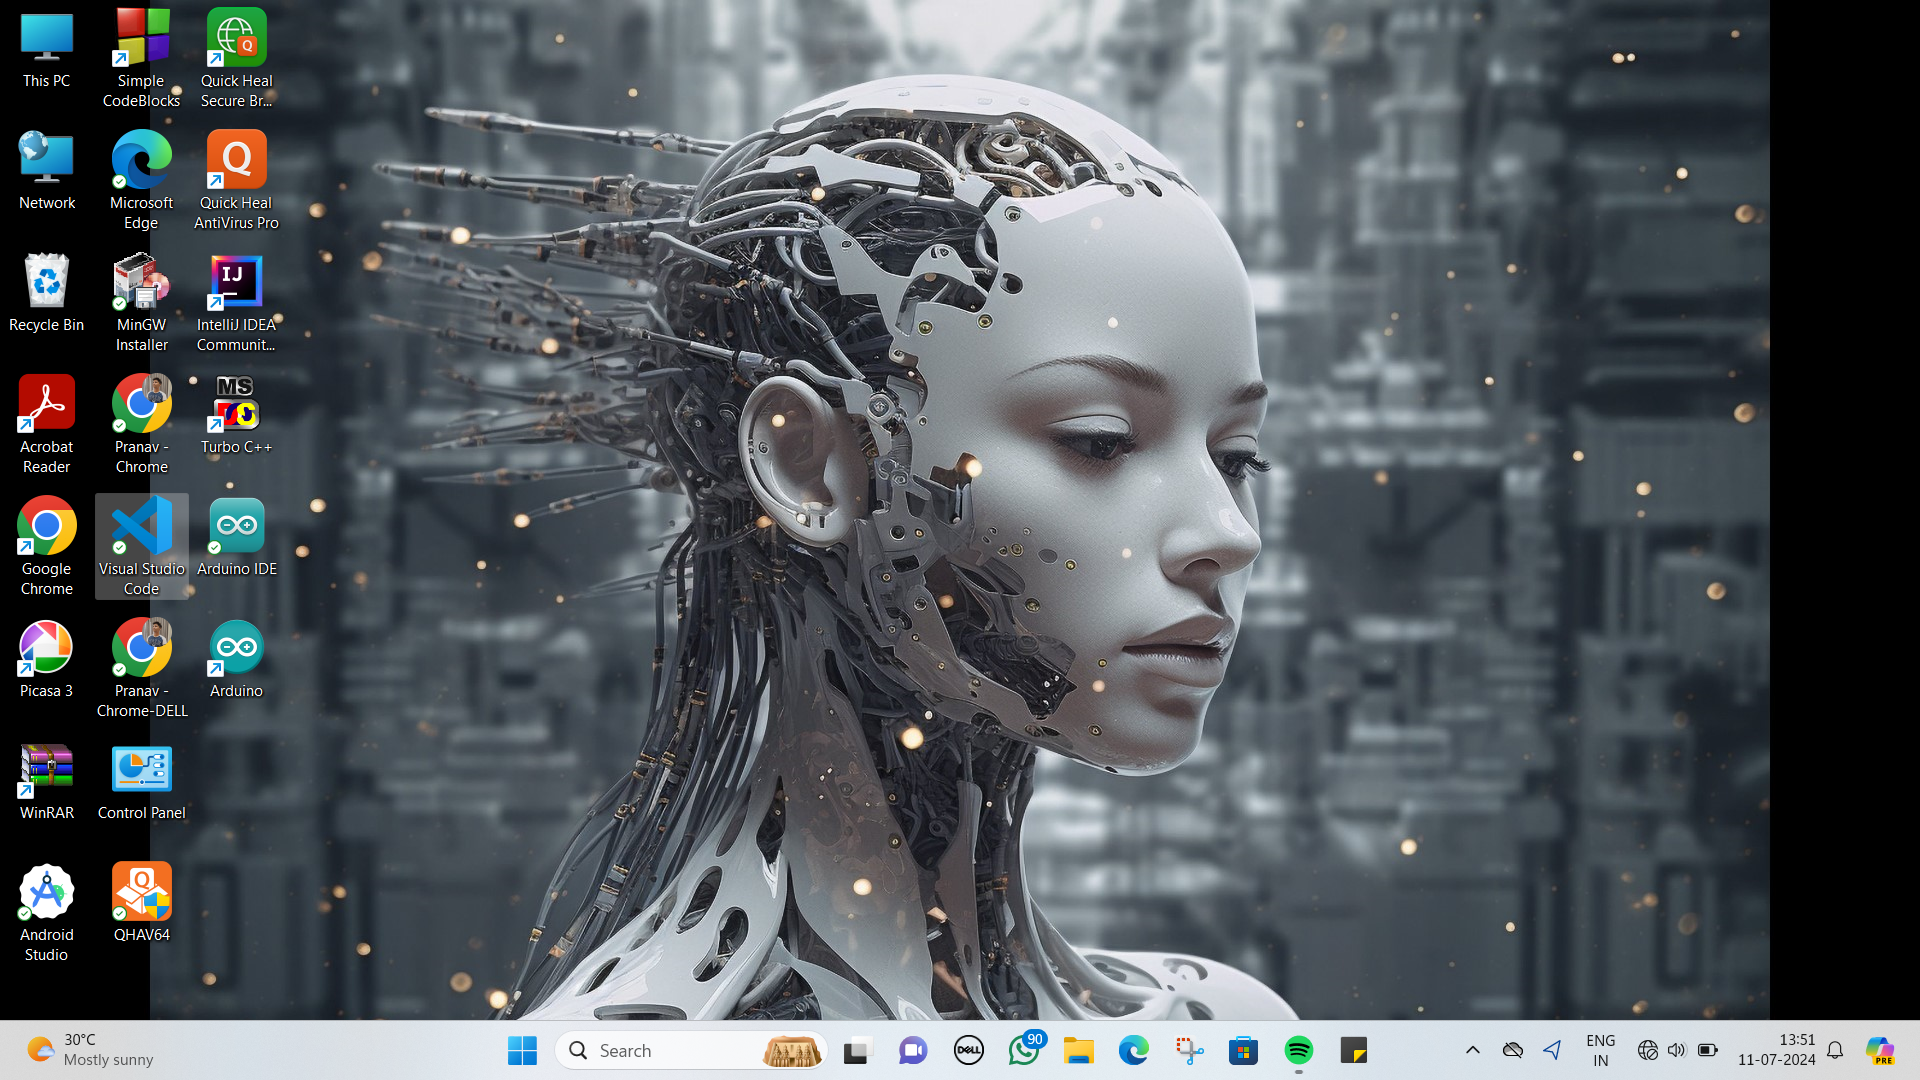 This PC
Simple
CodeBlocks
Quick Heal
Secure Br...
Network
Microsoft
Edge
Quick Heal
AntiVirus Pro
Recycle Bin
MinGW
Installer
IntelliJ IDEA
Communit...
Acrobat
Reader
Pranav -
Chrome
MS
Turbo C++
Google
Chrome
Visual Studio
Code
Arduino IDE
Picasa 3
Pranav -
Chrome-DELL
Arduino
WinRAR
Control Panel
Android
Studio
QHAV64
30°C
Mostly sunny
Search
DELL
90
ENG
IN
13:51
11-07-2024
PRE